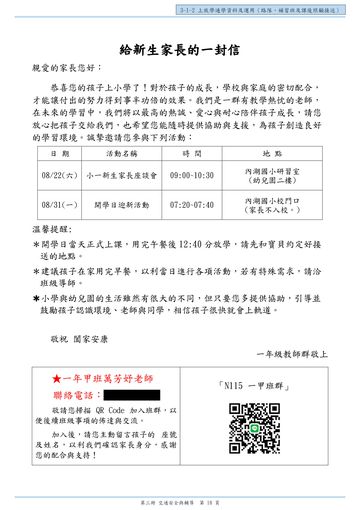 3-1-2 上放學通學資料及運用（路隊、補習班及課後照顧接送）
給新生家長的一封信
親愛的家長您好：
恭喜您的孩子上小學了！對於孩子的成長，學校與家庭的密切配合，
才能讓付出的努力得到事半功倍的效果。我們是一群有教學熱忱的老師，
在未來的學習中，我們將以最高的熱誠、愛心與耐心陪伴孩子成長，請您
放心把孩子交給我們，也希望您能隨時提供協助與支援，為孩子創造良好
的學習環境。誠摯邀請您參與下列活動：
日 期 活動名稱 時 間 地 點
08/22(六) 小一新生家長座談會 09:00-10:30 內湖國小研習室
（幼兒園二樓）
08/31(一) 開學日迎新活動 07:20-07:40 內湖國小校門口
（家長不入校。）
溫馨提醒:
＊開學日當天正式上課，用完午餐後 12:40 分放學，請先和寶貝約定好接
送的地點。
＊建議孩子在家用完早餐，以利當日進行各項活動，若有特殊需求，請洽
班級導師。
＊小學與幼兒園的生活雖然有很大的不同，但只要您多提供協助，引導並
鼓勵孩子認識環境、老師與同學，相信孩子很快就會上軌道。
敬祝 闔家安康
一年級教師群敬上
★一年甲班萬芳好老師
聯絡電話：
敬請您掃描 QR Code 加入班群，以
便後續班級事項的佈達與交流。
加入後，請您主動留言孩子的 座號
及姓名，以利我們確認家長身分，感謝
您的配合與支持！
「N115 一甲班群」
第三冊 交通安全與輔導 第 18 頁